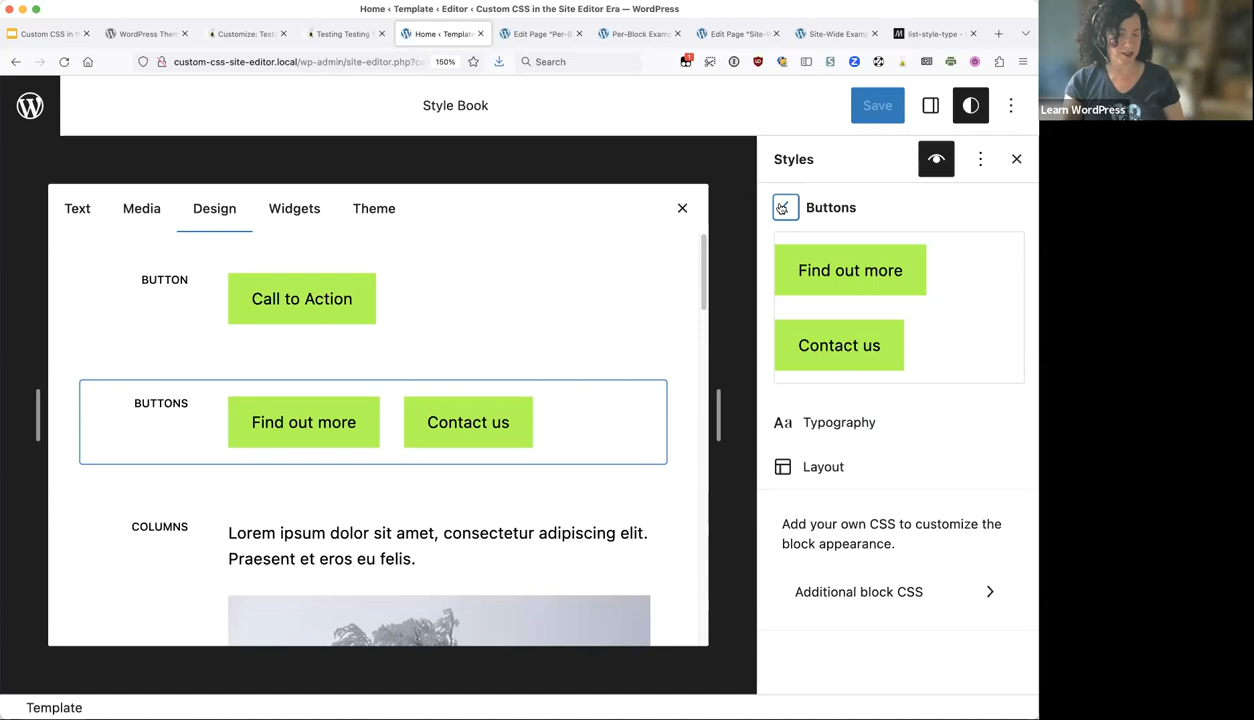 Home ‹ Template ‹ Editor ‹ Custom CSS in the Site Editor Era — WordPress
Custom CSS in t
WordPress Them
Customize: Testi
Testing Testing
Home ‹ Templat
Edit Page "Per-B
Per-Block Examp
Edit Page "Site-V
Site-Wide Exam
list-style-type -
custom-css-site-editor.local/wp-admin/site-editor.php?c
150%
Search
1
Learn WordPress
Style Book
Save
Styles
Text
Media
Design
Widgets
Theme
Buttons
BUTTON
Call to Action
Find out more
Contact us
BUTTONS
Find out more
Contact us
Typography
Layout
COLUMNS
Lorem ipsum dolor sit amet, consectetur adipiscing elit.
Praesent et eros eu felis.
Add your own CSS to customize the
block appearance.
Additional block CSS
Template